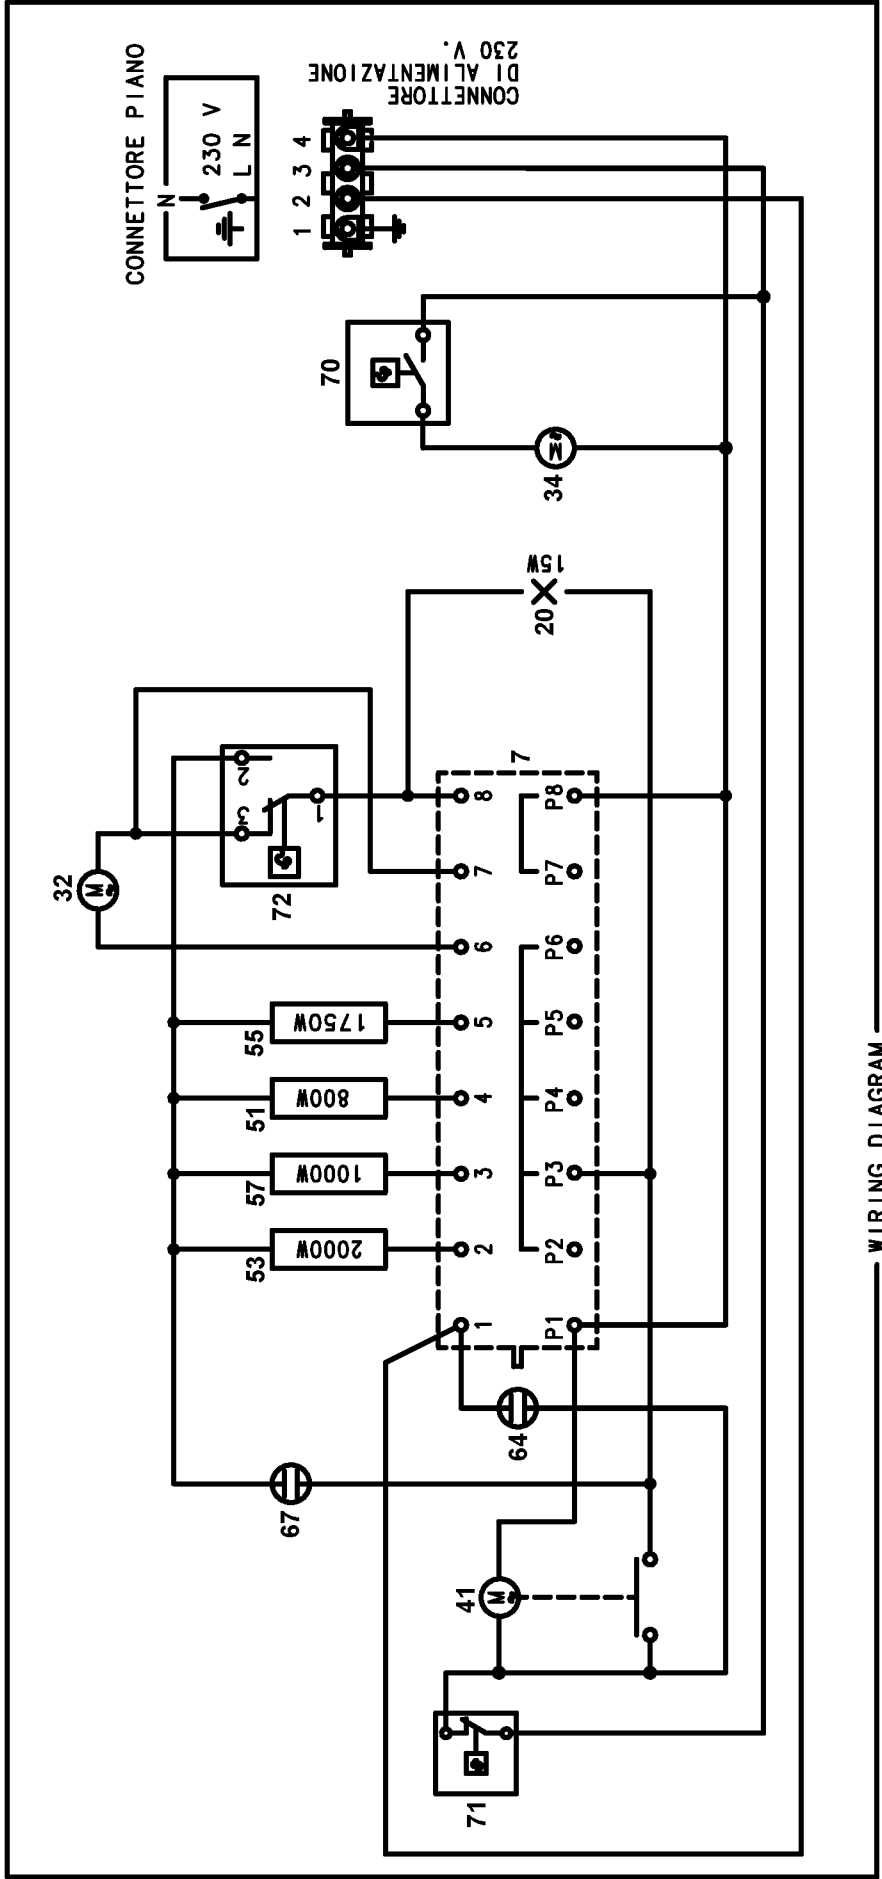 CONNETTORE PIANO
N
230 V
L N
CONNETTORE
DI ALIMENTAZIONE
230 V.
1 2 3 4
70
34
M
15W
20
32
M
72
3
2
1
7
55
1750W
51
800W
57
1000W
53
2000W
1 2 3 4 5 6 7 8
P1 P2 P3 P4 P5 P6 P7 P8
67
64
41
M
71
WIRING DIAGRAM